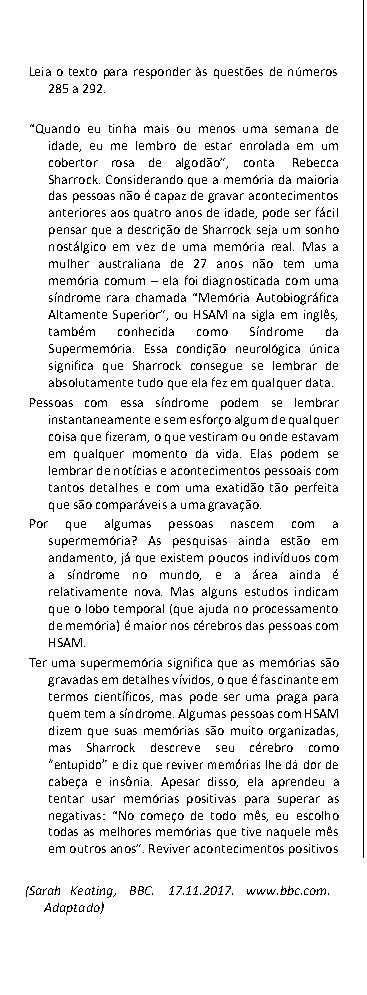 Leia o texto para responder às questões de números
285 a 292.
“Quando eu tinha mais ou menos uma semana de
idade, eu me lembro de estar enrolada em um
cobertor rosa de algodão”, conta Rebecca
Sharrock. Considerando que a memória da maioria
das pessoas não é capaz de gravar acontecimentos
anteriores aos quatro anos de idade, pode ser fácil
pensar que a descrição de Sharrock seja um sonho
nostálgico em vez de uma memória real. Mas a
mulher australiana de 27 anos não tem uma
memória comum – ela foi diagnosticada com uma
síndrome rara chamada “Memória Autobiográfica
Altamente Superior”, ou HSAM na sigla em inglês,
também conhecida como Síndrome da
Supermemória. Essa condição neurológica única
significa que Sharrock consegue se lembrar de
absolutamente tudo que ela fez em qualquer data.
Pessoas com essa síndrome podem se lembrar
instantaneamente e sem esforço algum de qualquer
coisa que fizeram, o que vestiram ou onde estavam
em qualquer momento da vida. Elas podem se
lembrar de notícias e acontecimentos pessoais com
tantos detalhes e com uma exatidão tão perfeita
que são comparáveis a uma gravação.
Por que algumas pessoas nascem com a
supermemória? As pesquisas ainda estão em
andamento, já que existem poucos indivíduos com
a síndrome no mundo, e a área ainda é
relativamente nova. Mas alguns estudos indicam
que o lobo temporal (que ajuda no processamento
de memória) é maior nos cérebros das pessoas com
HSAM.
Ter uma supermemória significa que as memórias são
gravadas em detalhes vívidos, o que é fascinante em
termos científicos, mas pode ser uma praga para
quem tem a síndrome. Algumas pessoas com HSAM
dizem que suas memórias são muito organizadas,
mas Sharrock descreve seu cérebro como
“entupido” e diz que reviver memórias lhe dá dor de
cabeça e insônia. Apesar disso, ela aprendeu a
tentar usar memórias positivas para superar as
negativas: “No começo de todo mês, eu escolho
todas as melhores memórias que tive naquele mês
em outros anos”. Reviver acontecimentos positivos
(Sarah Keating, BBC. 17.11.2017. www.bbc.com.
Adaptado)